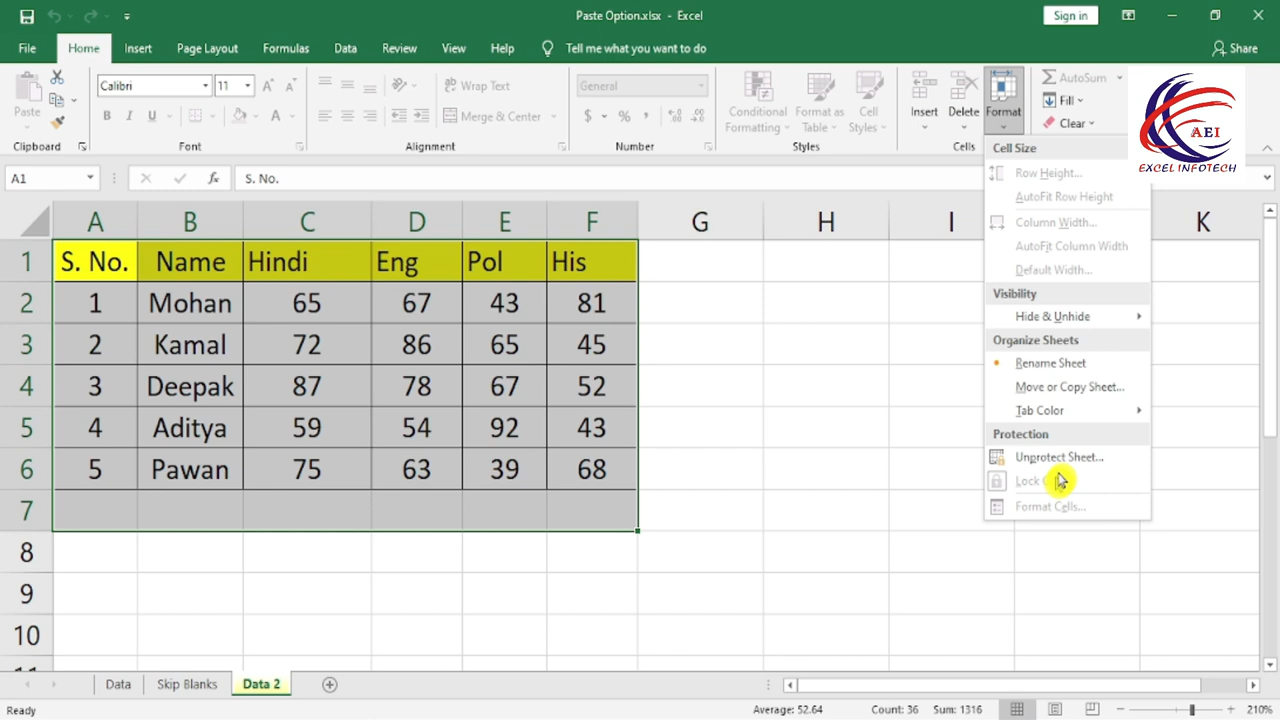 Paste Option.xlsx - Excel
Sign in
File Home Insert Page Layout Formulas Data Review View Help Tell me what you want to do Share
Paste
Calibri 11
B I U
A A A
Wrap Text
Merge & Center
General
$ % ,
Conditional Formatting
Format as Table
Cell Styles
Insert Delete Format
AutoSum
Fill
Clear
Clipboard Font Alignment Number Styles Cells
AEI
EXCEL INFOTECH
A1 fx S. No.
Cell Size
Row Height...
AutoFit Row Height
Column Width...
AutoFit Column Width
Default Width...
Visibility
Hide & Unhide
Organize Sheets
Rename Sheet
Move or Copy Sheet...
Tab Color
Protection
Unprotect Sheet...
Lock
Format Cells...
A B C D E F G H I K
1 S. No. Name Hindi Eng Pol His
2 1 Mohan 65 67 43 81
3 2 Kamal 72 86 65 45
4 3 Deepak 87 78 67 52
5 4 Aditya 59 54 92 43
6 5 Pawan 75 63 39 68
7
8
9
10
Data Skip Blanks Data 2
Ready Average: 52.64 Count: 36 Sum: 1316 210%